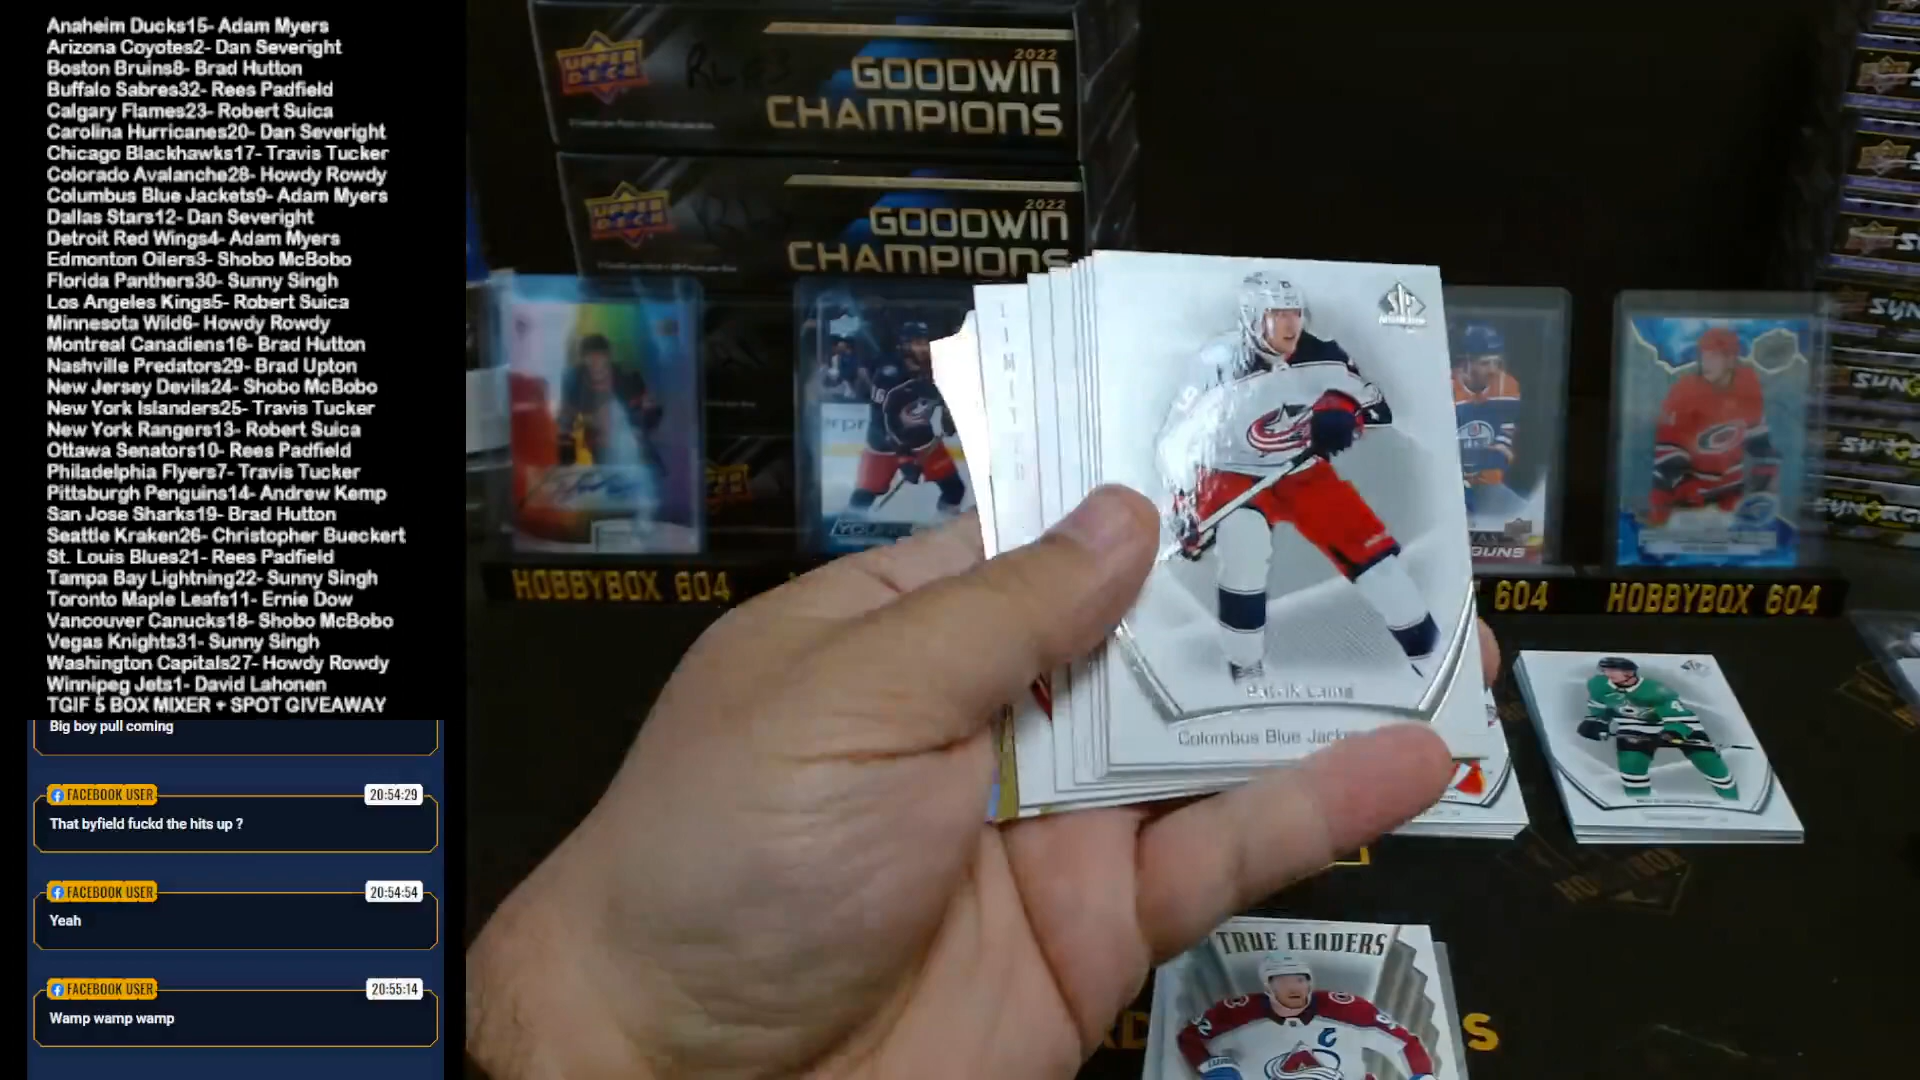 Anaheim Ducks15- Adam Myers
Arizona Coyotes2- Dan Severight
Boston Bruins8- Brad Hutton
Buffalo Sabres32- Rees Padfield
Calgary Flames23- Robert Suica
Carolina Hurricanes20- Dan Severight
Chicago Blackhawks17- Travis Tucker
Colorado Avalanche28- Howdy Rowdy
Columbus Blue Jackets9- Adam Myers
Dallas Stars12- Dan Severight
Detroit Red Wings4- Adam Myers
Edmonton Oilers3- Shobo McBobo
Florida Panthers30- Sunny Singh
Los Angeles Kings5- Robert Suica
Minnesota Wild6- Howdy Rowdy
Montreal Canadiens16- Brad Hutton
Nashville Predators29- Brad Upton
New Jersey Devils24- Shobo McBobo
New York Islanders25- Travis Tucker
New York Rangers13- Robert Suica
Ottawa Senators10- Rees Padfield
Philadelphia Flyers7- Travis Tucker
Pittsburgh Penguins14- Andrew Kemp
San Jose Sharks19- Brad Hutton
Seattle Kraken26- Christopher Bueckert
St. Louis Blues21- Rees Padfield
Tampa Bay Lightning22- Sunny Singh
Toronto Maple Leafs11- Ernie Dow
Vancouver Canucks18- Shobo McBobo
Vegas Knights31- Sunny Singh
Washington Capitals27- Howdy Rowdy
Winnipeg Jets1- David Lahonen
TGIF 5 BOX MIXER + SPOT GIVEAWAY
Big boy pull coming
FACEBOOK USER 20:54:29
That byfield fuckd the hits up ?
FACEBOOK USER 20:54:54
Yeah
FACEBOOK USER 20:55:14
Wamp wamp wamp
UPPER DECK
2022
GOODWIN
CHAMPIONS
UPPER DECK
2022
GOODWIN
CHAMPIONS
SP
Patrik Laine
Columbus Blue
HOBBYBOX 604
604
HOBBYBOX 604
TRUE LEADERS